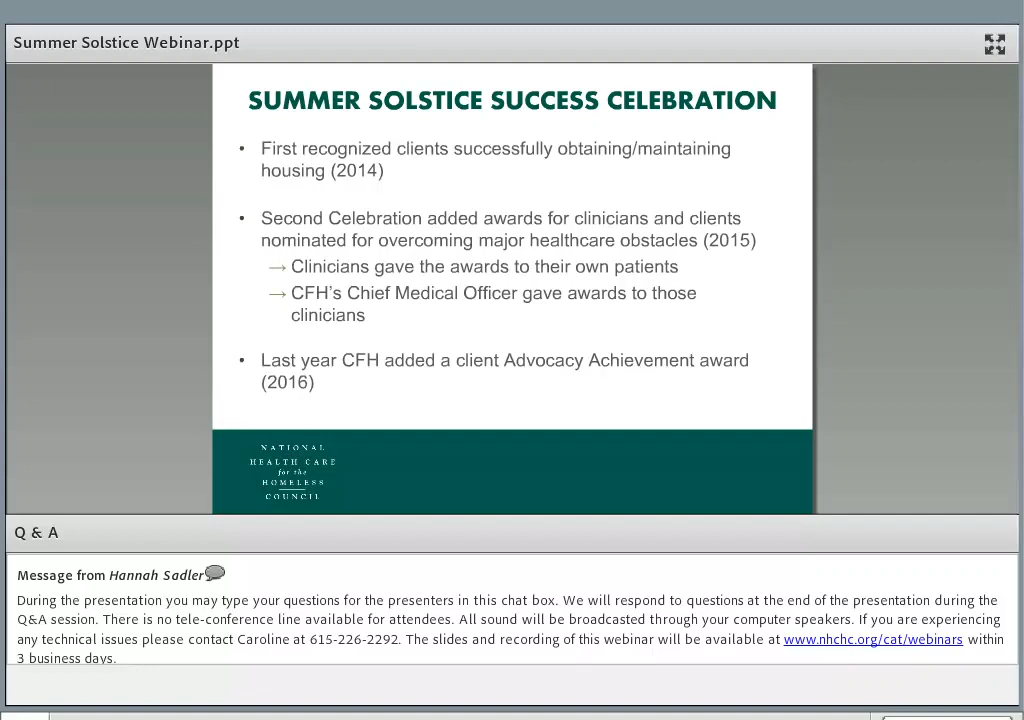 Summer Solstice Webinar.ppt
SUMMER SOLSTICE SUCCESS CELEBRATION
• First recognized clients successfully obtaining/maintaining
housing (2014)
• Second Celebration added awards for clinicians and clients
nominated for overcoming major healthcare obstacles (2015)
→ Clinicians gave the awards to their own patients
→ CFH's Chief Medical Officer gave awards to those
clinicians
• Last year CFH added a client Advocacy Achievement award
(2016)
NATIONAL
HEALTH CARE
for the
HOMELESS
COUNCIL
Q & A
Message from Hannah Sadler
During the presentation you may type your questions for the presenters in this chat box. We will respond to questions at the end of the presentation during the
Q&A session. There is no tele-conference line available for attendees. All sound will be broadcasted through your computer speakers. If you are experiencing
any technical issues please contact Caroline at 615-226-2292. The slides and recording of this webinar will be available at www.nhchc.org/cat/webinars within
3 business days.